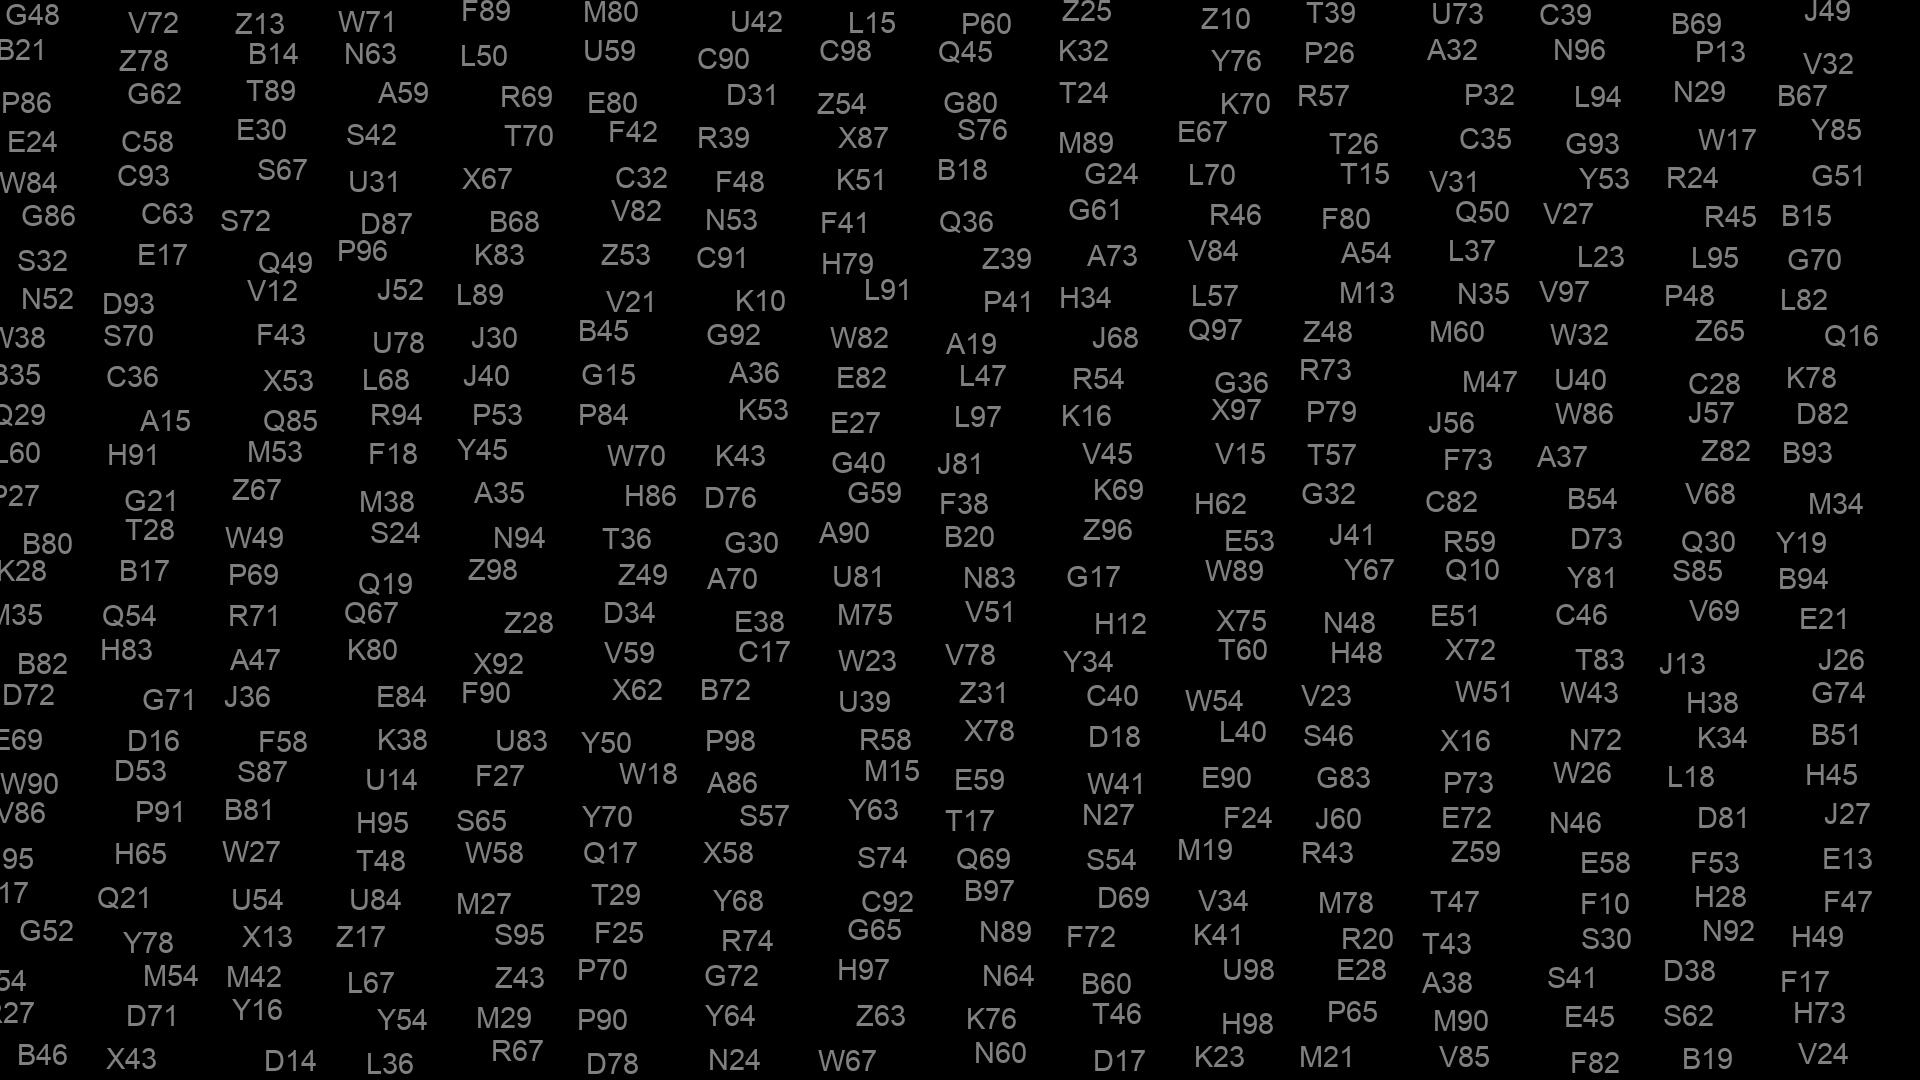 G48 V72 Z13 W71 F89 M80 U42 L15 P60 Z25 Z10 T39 U73 C39 B69 J49
B21 Z78 B14 N63 L50 U59 C90 C98 Q45 K32 Y76 P26 A32 N96 P13 V32
P86 G62 T89 A59 R69 E80 D31 Z54 G80 T24 K70 R57 P32 L94 N29 B67
E24 C58 E30 S42 T70 F42 R39 X87 S76 M89 E67 T26 C35 G93 W17 Y85
W84 C93 S67 U31 X67 C32 F48 K51 B18 G24 L70 T15 V31 Y53 R24 G51
G86 C63 S72 D87 B68 V82 N53 F41 Q36 G61 R46 F80 Q50 V27 R45 B15
S32 E17 Q49 P96 K83 Z53 C91 H79 Z39 A73 V84 A54 L37 L23 L95 G70
N52 D93 V12 J52 L89 V21 K10 L91 P41 H34 L57 M13 N35 V97 P48 L82
W38 S70 F43 U78 J30 B45 G92 W82 A19 J68 Q97 Z48 M60 W32 Z65 Q16
B35 C36 X53 L68 J40 G15 A36 E82 L47 R54 G36 R73 M47 U40 C28 K78
Q29 A15 Q85 R94 P53 P84 K53 E27 L97 K16 X97 P79 J56 W86 J57 D82
L60 H91 M53 F18 Y45 W70 K43 G40 J81 V45 V15 T57 F73 A37 Z82 B93
P27 G21 Z67 M38 A35 H86 D76 G59 F38 K69 H62 G32 C82 B54 V68 M34
B80 T28 W49 S24 N94 T36 G30 A90 B20 Z96 E53 J41 R59 D73 Q30 Y19
K28 B17 P69 Q19 Z98 Z49 A70 U81 N83 G17 W89 Y67 Q10 Y81 S85 B94
M35 Q54 R71 Q67 Z28 D34 E38 M75 V51 H12 X75 N48 E51 C46 V69 E21
B82 H83 A47 K80 X92 V59 C17 W23 V78 Y34 T60 H48 X72 T83 J13 J26
D72 G71 J36 E84 F90 X62 B72 U39 Z31 C40 W54 V23 W51 W43 H38 G74
E69 D16 F58 K38 U83 Y50 P98 R58 X78 D18 L40 S46 X16 N72 K34 B51
W90 D53 S87 U14 F27 W18 A86 M15 E59 W41 E90 G83 P73 W26 L18 H45
V86 P91 B81 H95 S65 Y70 S57 Y63 T17 N27 F24 J60 E72 N46 D81 J27
95 H65 W27 T48 W58 Q17 X58 S74 Q69 S54 M19 R43 Z59 E58 F53 E13
17 Q21 U54 U84 M27 T29 Y68 C92 B97 D69 V34 M78 T47 F10 H28 F47
G52 Y78 X13 Z17 S95 F25 R74 G65 N89 F72 K41 R20 T43 S30 N92 H49
54 M54 M42 L67 Z43 P70 G72 H97 N64 B60 U98 E28 A38 S41 D38 F17
27 D71 Y16 Y54 M29 P90 Y64 Z63 K76 T46 H98 P65 M90 E45 S62 H73
B46 X43 D14 L36 R67 D78 N24 W67 N60 D17 K23 M21 V85 F82 B19 V24